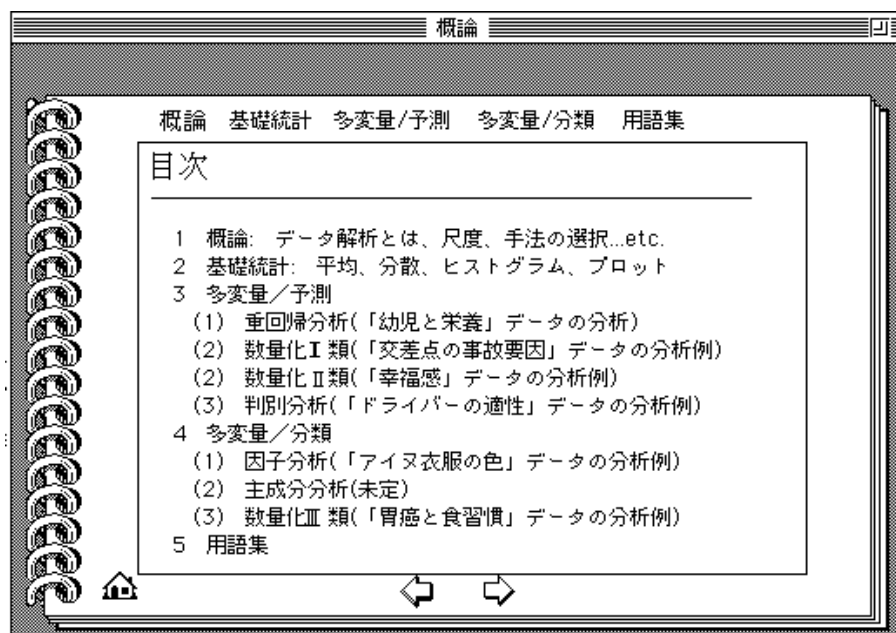 概論
概論 基礎統計 多変量/予測 多変量/分類 用語集
目次
1 概論: データ解析とは、尺度、手法の選択...etc.
2 基礎統計: 平均、分散、ヒストグラム、プロット
3 多変量／予測
(1) 重回帰分析(「幼児と栄養」データの分析)
(2) 数量化Ⅰ類(「交差点の事故要因」データの分析例)
(2) 数量化Ⅱ類(「幸福感」データの分析例)
(3) 判別分析(「ドライバーの適性」データの分析例)
4 多変量／分類
(1) 因子分析(「アイヌ衣服の色」データの分析例)
(2) 主成分分析(未定)
(3) 数量化Ⅲ類(「胃癌と食習慣」データの分析例)
5 用語集